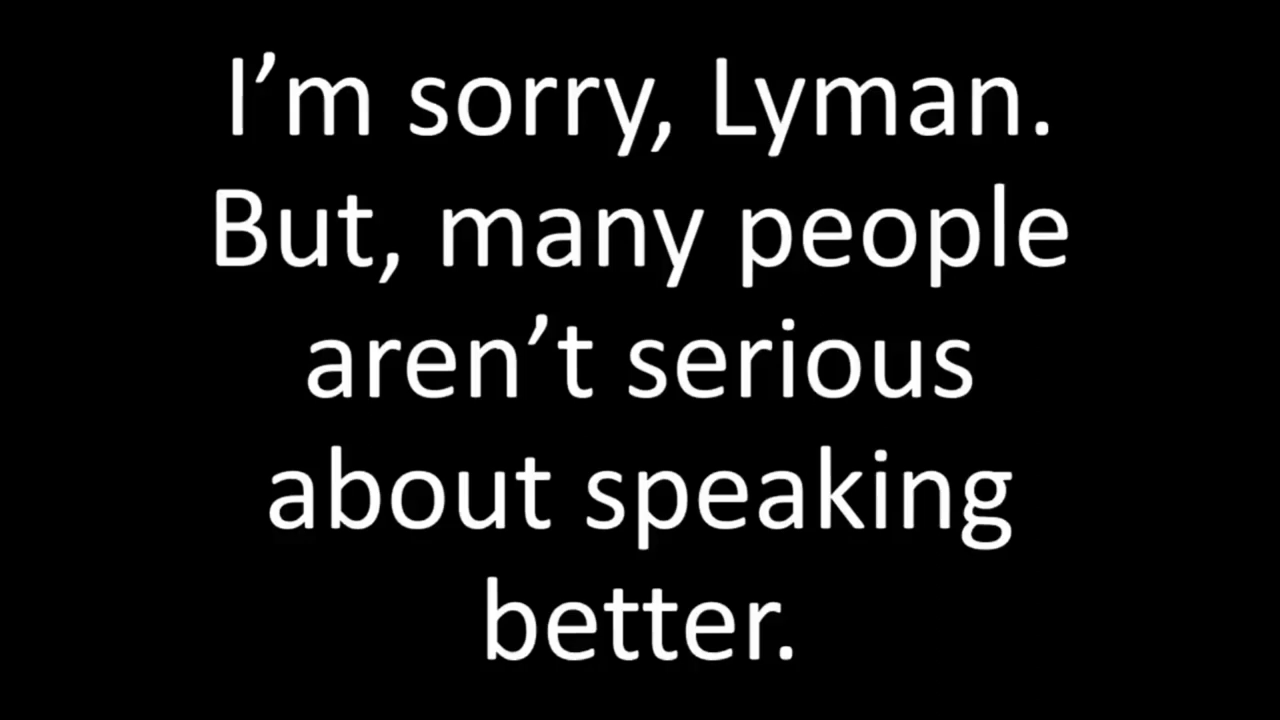 I’m sorry, Lyman.
But, many people
aren’t serious
about speaking
better.